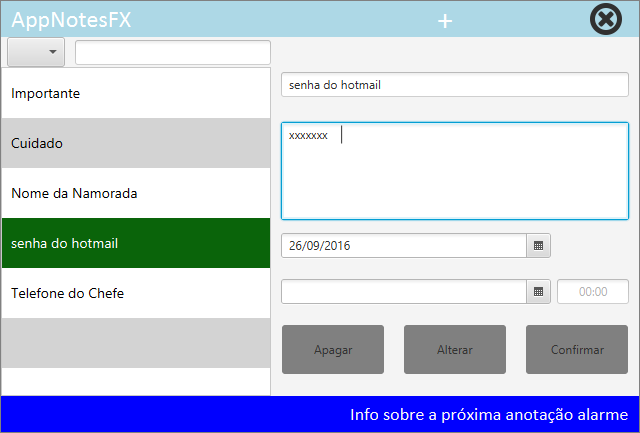 AppNotesFX +
Importante
Cuidado
Nome da Namorada
senha do hotmail
Telefone do Chefe
senha do hotmail
xxxxxxx
26/09/2016
00:00
Apagar Alterar Confirmar
Info sobre a próxima anotação alarme